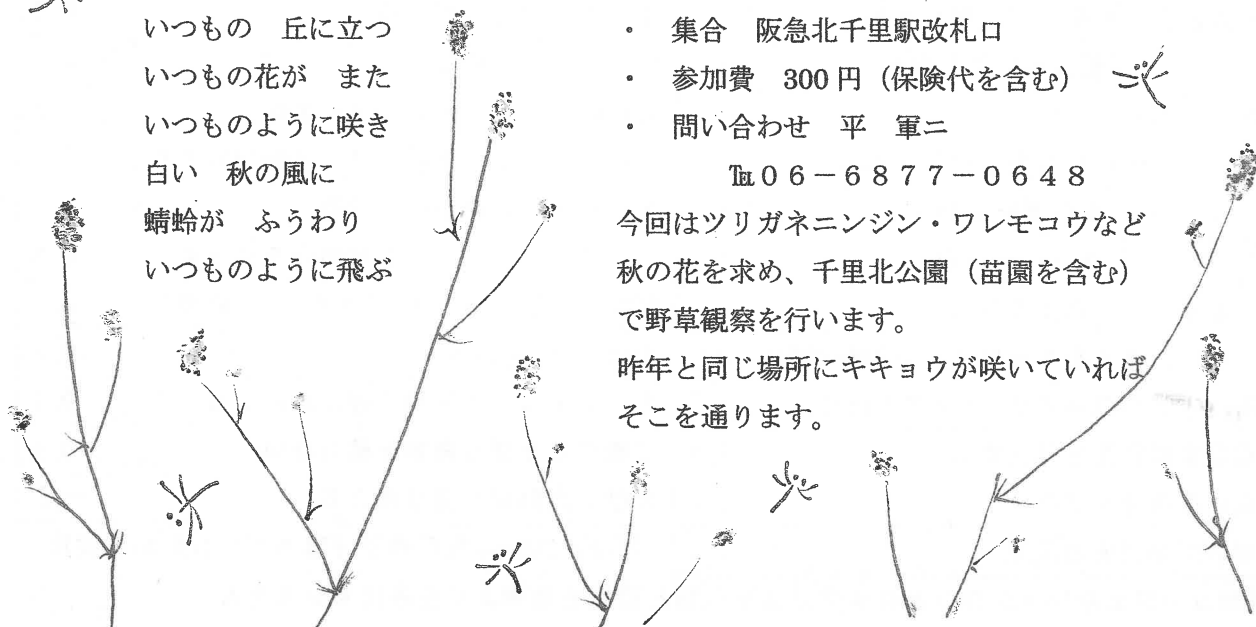 いつもの　丘に立つ
いつもの花が　また
いつものように咲き
白い　秋の風に
蜻蛉が　ふうわり
いつものように飛ぶ
・　集合　阪急北千里駅改札口
・　参加費　300円（保険代を含む）
・　問い合わせ　平　軍二
℡０６－６８７７－０６４８
今回はツリガネニンジン・ワレモコウなど
秋の花を求め、千里北公園（苗園を含む）
で野草観察を行います。
昨年と同じ場所にキキョウが咲いていれば
そこを通ります。